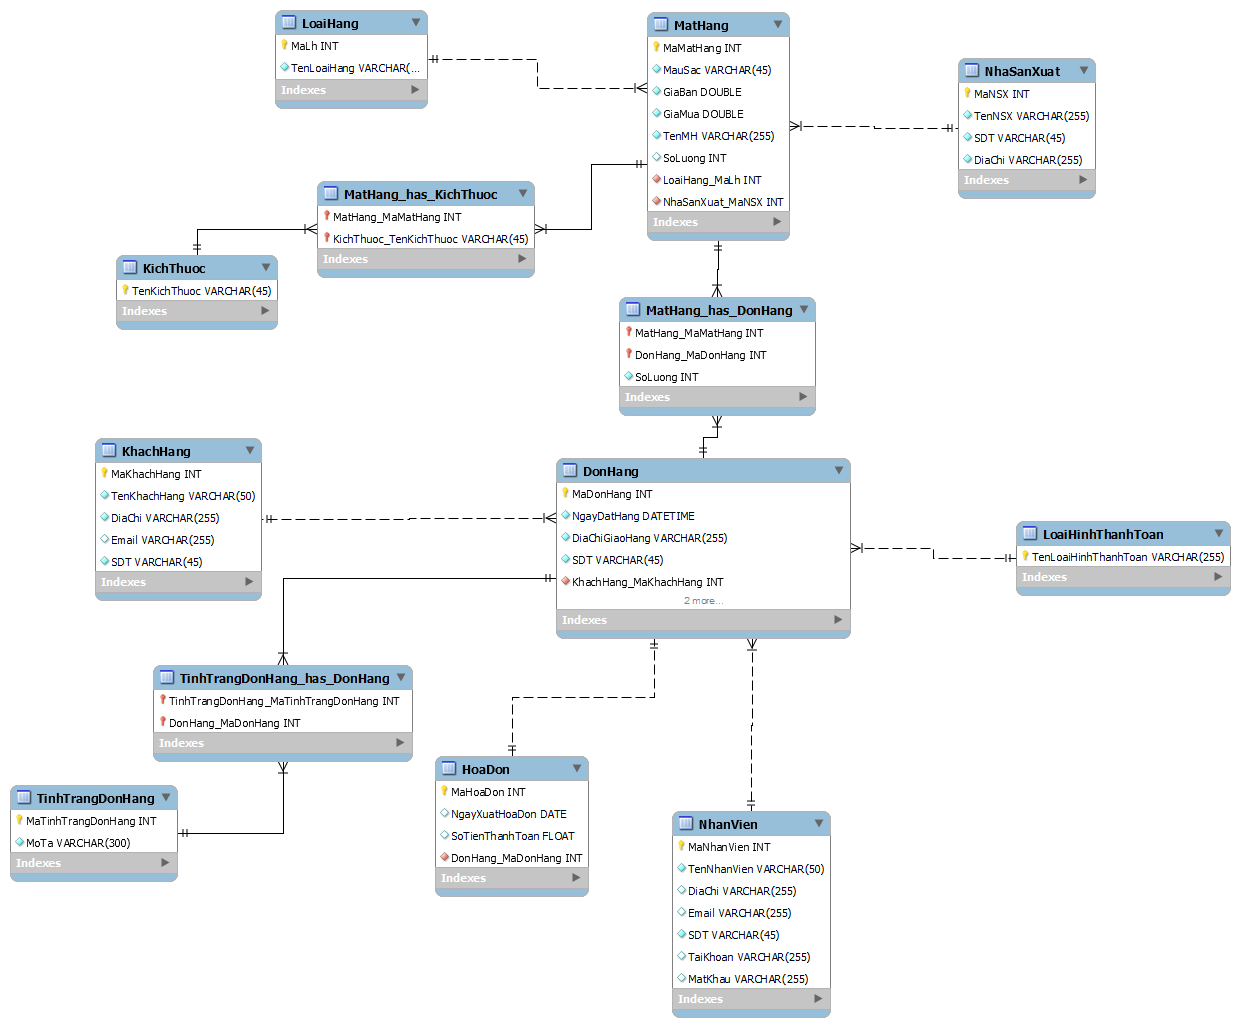 LoaiHang
MaLh INT
TenLoaiHang VARCHAR(...
Indexes
MatHang
MaMatHang INT
MauSac VARCHAR(45)
GiaBan DOUBLE
GiaMua DOUBLE
TenMH VARCHAR(255)
SoLuong INT
LoaiHang_MaLh INT
NhaSanXuat_MaNSX INT
Indexes
NhaSanXuat
MaNSX INT
TenNSX VARCHAR(255)
SDT VARCHAR(45)
DiaChi VARCHAR(255)
Indexes
MatHang_has_KichThuoc
MatHang_MaMatHang INT
KichThuoc_TenKichThuoc VARCHAR(45)
Indexes
KichThuoc
TenKichThuoc VARCHAR(45)
Indexes
MatHang_has_DonHang
MatHang_MaMatHang INT
DonHang_MaDonHang INT
SoLuong INT
Indexes
KhachHang
MaKhachHang INT
TenKhachHang VARCHAR(50)
DiaChi VARCHAR(255)
Email VARCHAR(255)
SDT VARCHAR(45)
Indexes
DonHang
MaDonHang INT
NgayDatHang DATETIME
DiaChiGiaoHang VARCHAR(255)
SDT VARCHAR(45)
KhachHang_MaKhachHang INT
2 more...
Indexes
LoaiHinhThanhToan
TenLoaiHinhThanhToan VARCHAR(255)
Indexes
TinhTrangDonHang_has_DonHang
TinhTrangDonHang_MaTinhTrangDonHang INT
DonHang_MaDonHang INT
Indexes
TinhTrangDonHang
MaTinhTrangDonHang INT
MoTa VARCHAR(300)
Indexes
HoaDon
MaHoaDon INT
NgayXuatHoaDon DATE
SoTienThanhToan FLOAT
DonHang_MaDonHang INT
Indexes
NhanVien
MaNhanVien INT
TenNhanVien VARCHAR(50)
DiaChi VARCHAR(255)
Email VARCHAR(255)
SDT VARCHAR(45)
TaiKhoan VARCHAR(255)
MatKhau VARCHAR(255)
Indexes